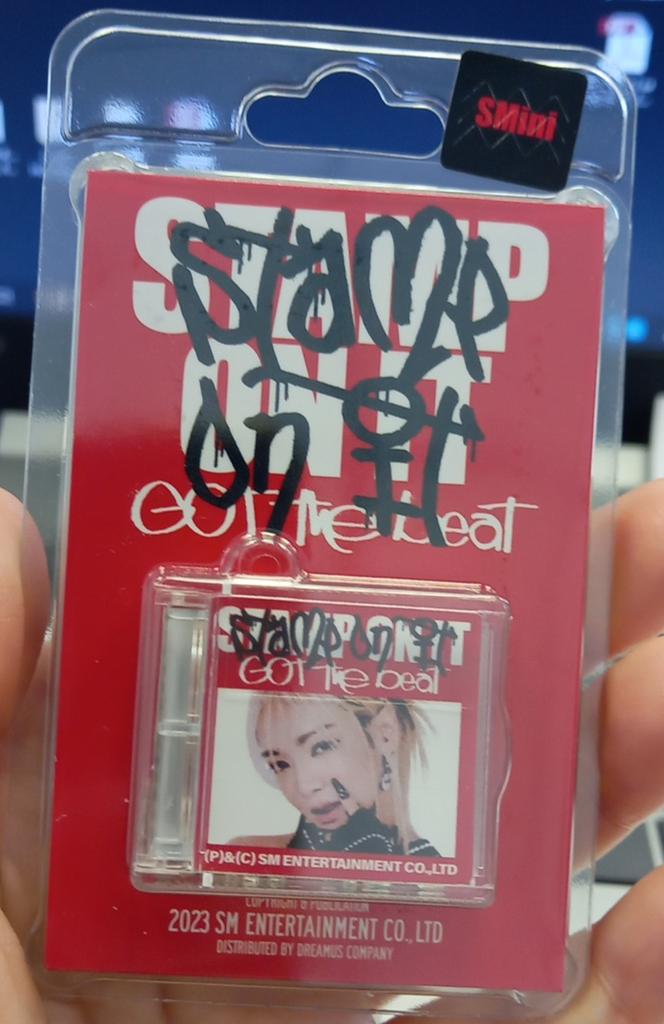 SMini
STAMP
ON IT
Stamp
on it
GOT the beat
STAMP ON IT
Stamp on it
GOT the beat
(P)&(C) SM ENTERTAINMENT CO.,LTD
COPYRIGHT & PUBLICATION
2023 SM ENTERTAINMENT CO., LTD
DISTRIBUTED BY DREAMUS COMPANY